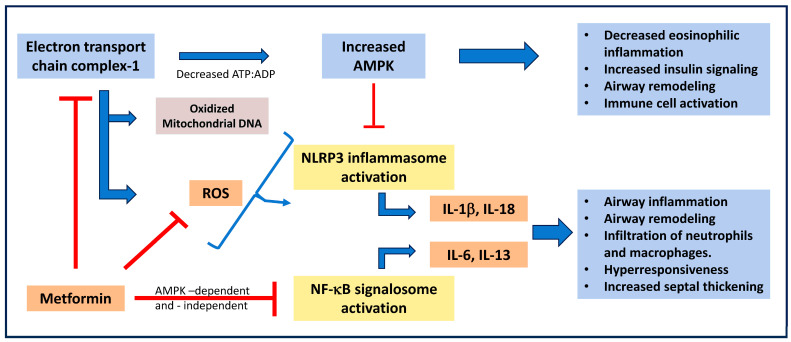 Electron transport
chain complex-1
Decreased ATP:ADP
Increased
AMPK
• Decreased eosinophilic
inflammation
• Increased insulin signaling
• Airway remodeling
• Immune cell activation
Oxidized
Mitochondrial DNA
ROS
NLRP3 inflammasome
activation
IL-1β, IL-18
IL-6, IL-13
• Airway inflammation
• Airway remodeling
• Infiltration of neutrophils
and macrophages.
• Hyperresponsiveness
• Increased septal thickening
Metformin
AMPK –dependent
and - independent
NF-κB signalosome
activation